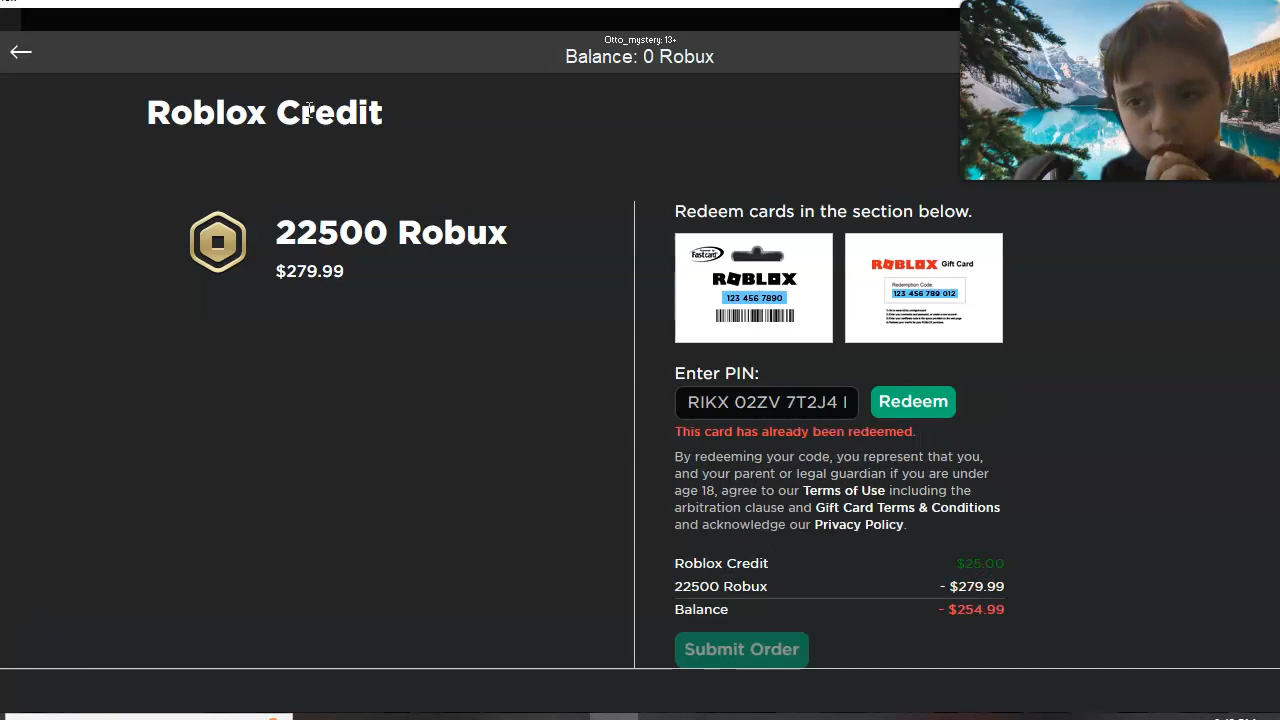 Otto_mystery: 13+
Balance: 0 Robux
Roblox Credit
22500 Robux
$279.99
Redeem cards in the section below.
Fastcard
ROBLOX
123 456 7890
ROBLOX Gift Card
Redemption Code:
123 456 789 012
Enter PIN:
RIKX 02ZV 7T2J4
Redeem
This card has already been redeemed.
By redeeming your code, you represent that you,
and your parent or legal guardian if you are under
age 18, agree to our Terms of Use including the
arbitration clause and Gift Card Terms & Conditions
and acknowledge our Privacy Policy.
Roblox Credit $25.00
22500 Robux - $279.99
Balance - $254.99
Submit Order